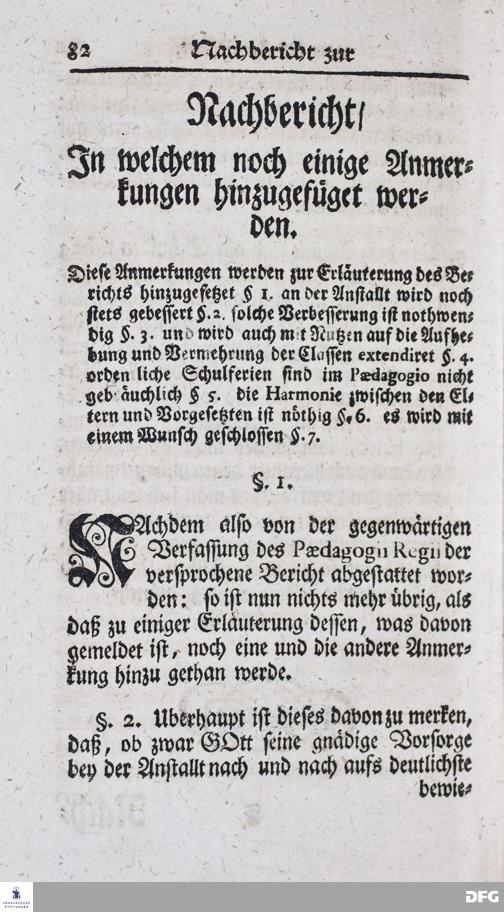 82 Nachbericht zur
Nachbericht/
In welchem noch einige Anmer-
kungen hinzugefüget wer-
den.
Diese Anmerkungen werden zur Erläuterung des Be-
richts hinzugesetzet § 1. an der Anstallt wird noch
stets gebessert §. 2. solche Verbesserung ist nothwen-
dig §. 3. und wird auch mit Nutzen auf die Aufhe-
bung und Vermehrung der Classen extendiret §. 4.
orden liche Schulferien sind im Pædagogio nicht
gebräuchlich § 5. die Harmonie zwischen den El-
tern und Vorgesetzten ist nöthig §. 6. es wird mit
einem Wunsch geschlossen §. 7.
§. 1.
NAchdem also von der gegenwärtigen
Verfassung des Pædagogii Regii der
versprochene Bericht abgestattet wor-
den: so ist nun nichts mehr übrig, als
daß zu einiger Erläuterung dessen, was davon
gemeldet ist, noch eine und die andere Anmer-
kung hinzu gethan werde.
§. 2. Uberhaupt ist dieses davon zu merken,
daß, ob zwar GOtt seine gnädige Vorsorge
bey der Anstallt nach und nach aufs deutlichste
bewie-
FRANCKESCHE
STIFTUNGEN
DFG